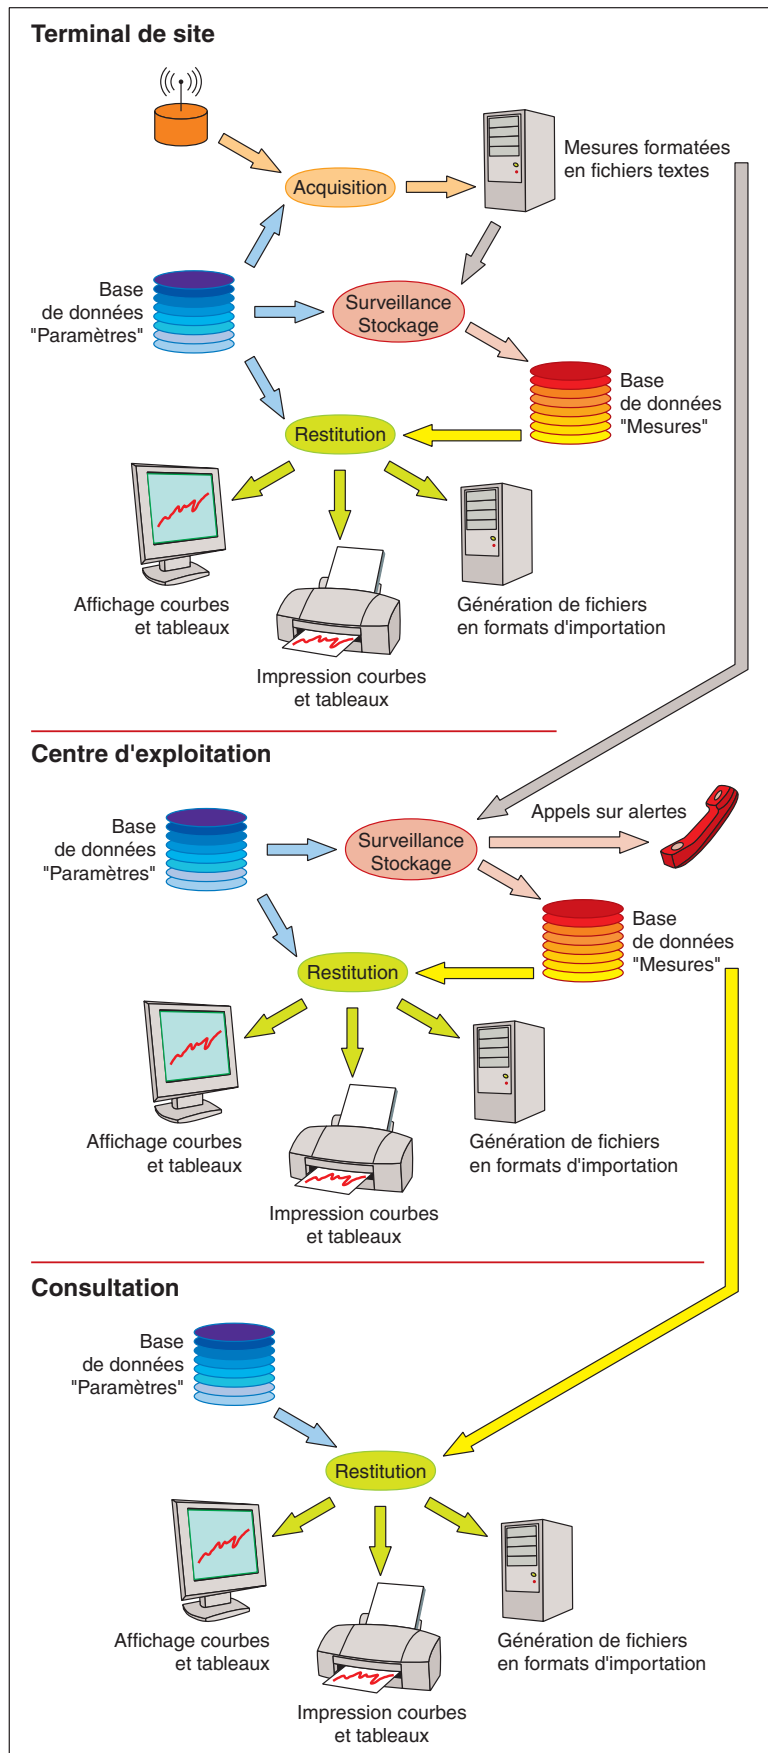 Terminal de site
Mesures formatées
en fichiers textes
Acquisition
Base
de données
"Paramètres"
Surveillance
Stockage
Base
de données
"Mesures"
Restitution
Affichage courbes
et tableaux
Génération de fichiers
en formats d'importation
Impression courbes
et tableaux
Centre d'exploitation
Appels sur alertes
Base
de données
"Paramètres"
Surveillance
Stockage
Base
de données
"Mesures"
Restitution
Affichage courbes
et tableaux
Génération de fichiers
en formats d'importation
Impression courbes
et tableaux
Consultation
Base
de données
"Paramètres"
Restitution
Affichage courbes
et tableaux
Génération de fichiers
en formats d'importation
Impression courbes
et tableaux